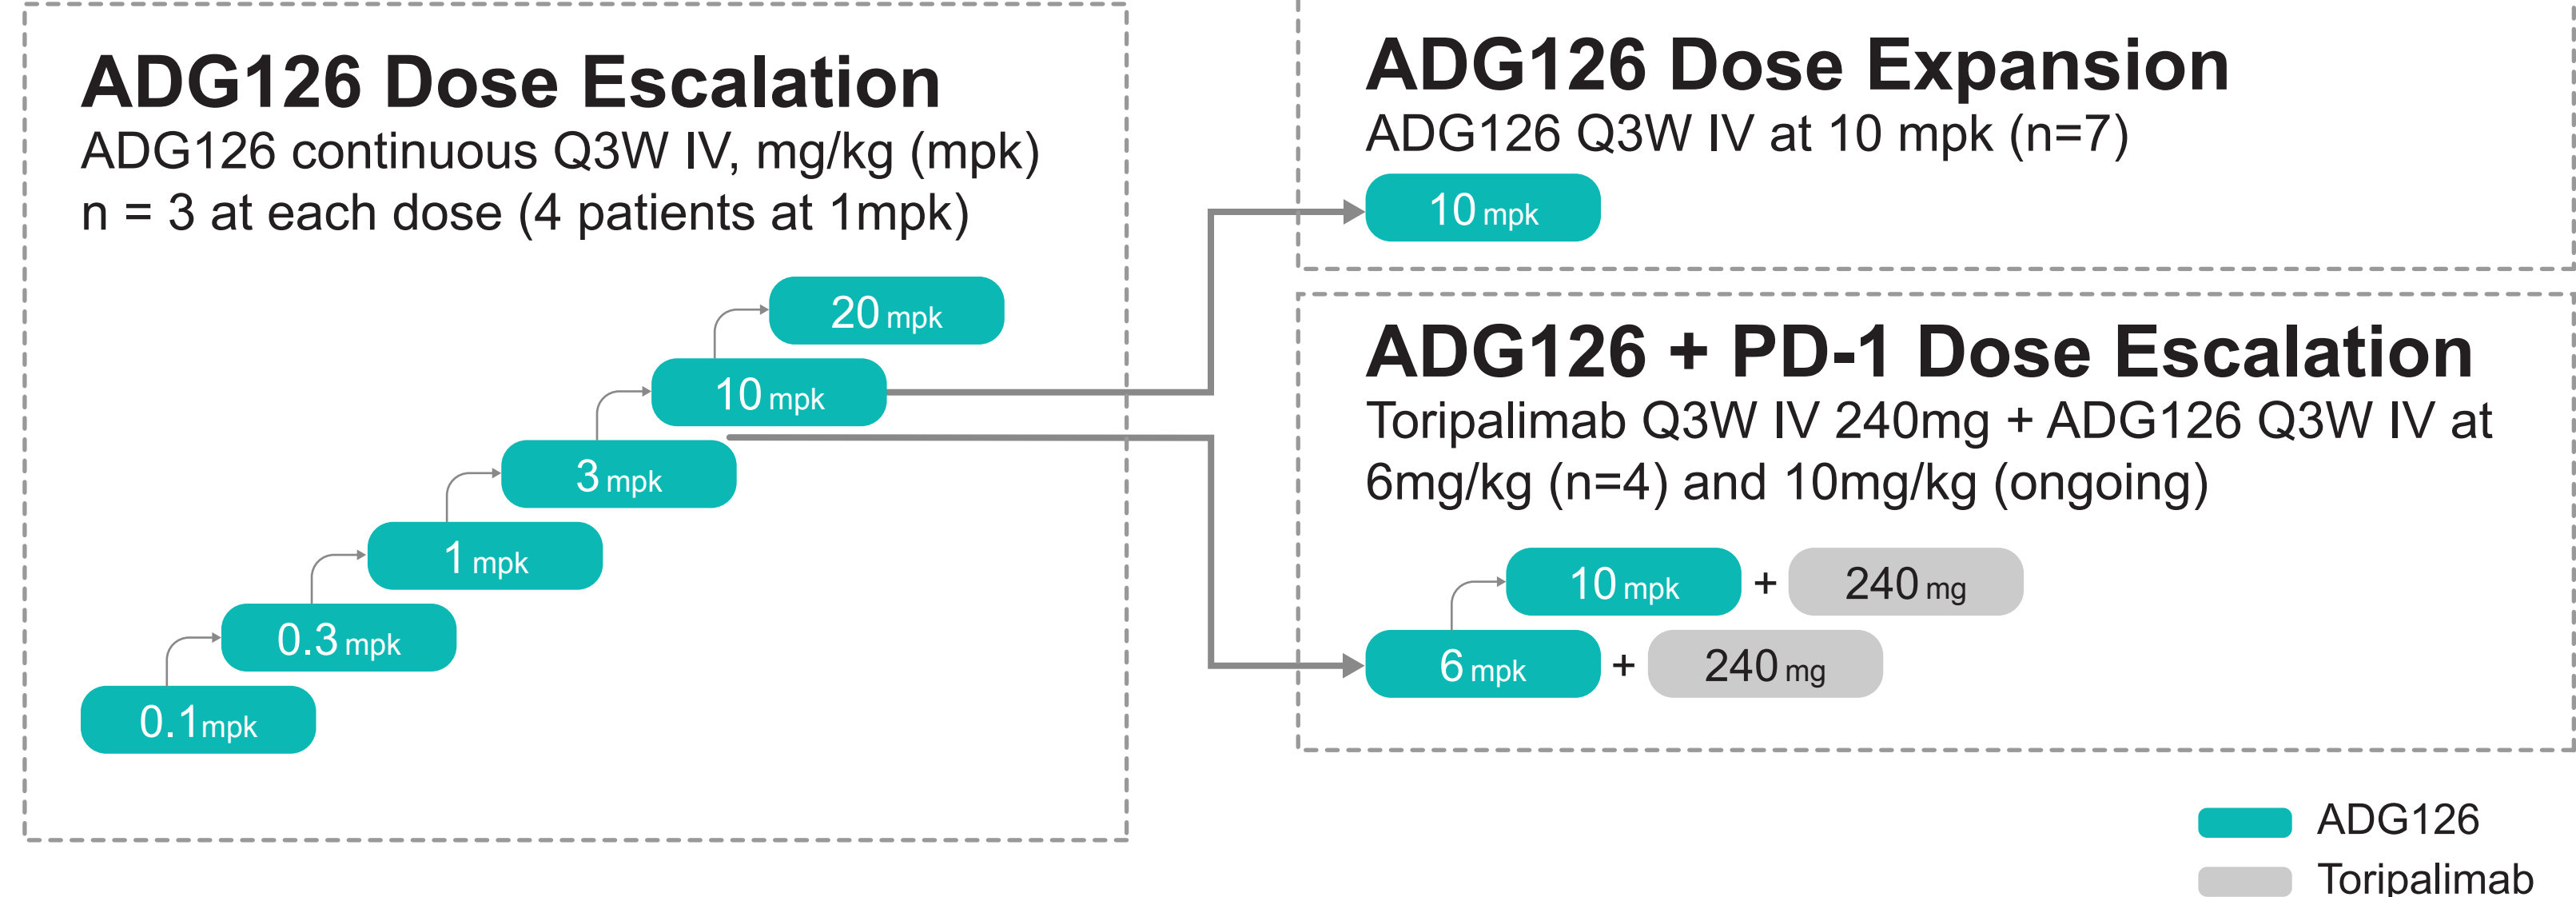 ADG126 Dose Escalation
ADG126 continuous Q3W IV, mg/kg (mpk)
n = 3 at each dose (4 patients at 1mpk)
20 mpk
10 mpk
3 mpk
1 mpk
0.3 mpk
0.1mpk
ADG126 Dose Expansion
ADG126 Q3W IV at 10 mpk (n=7)
10 mpk
ADG126 + PD-1 Dose Escalation
Toripalimab Q3W IV 240mg + ADG126 Q3W IV at
6mg/kg (n=4) and 10mg/kg (ongoing)
10 mpk + 240 mg
6 mpk + 240 mg
ADG126
Toripalimab